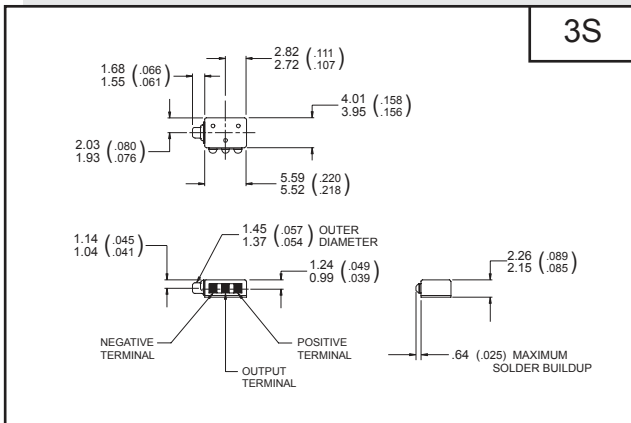 3S
2.82 (.111
2.72 .107)
1.68 (.066
1.55 .061)
4.01 (.158
3.95 .156)
2.03 (.080
1.93 .076)
5.59 (.220
5.52 .218)
1.14 (.045
1.04 .041)
1.45 (.057 OUTER
1.37 .054) DIAMETER
1.24 (.049
0.99 .039)
2.26 (.089
2.15 .085)
NEGATIVE
TERMINAL
POSITIVE
TERMINAL
OUTPUT
TERMINAL
.64 (.025) MAXIMUM
SOLDER BUILDUP